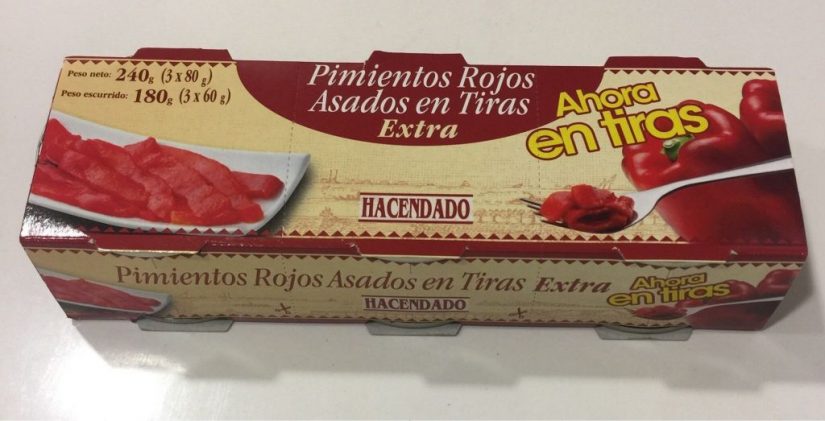 Peso neto: 240g (3 x 80 g)
Peso escurrido: 180g (3 x 60 g)
Pimientos Rojos
Asados en Tiras
Extra
Ahora
en tiras
HACENDADO
Pimientos Rojos Asados en Tiras Extra
HACENDADO
Ahora
en tiras